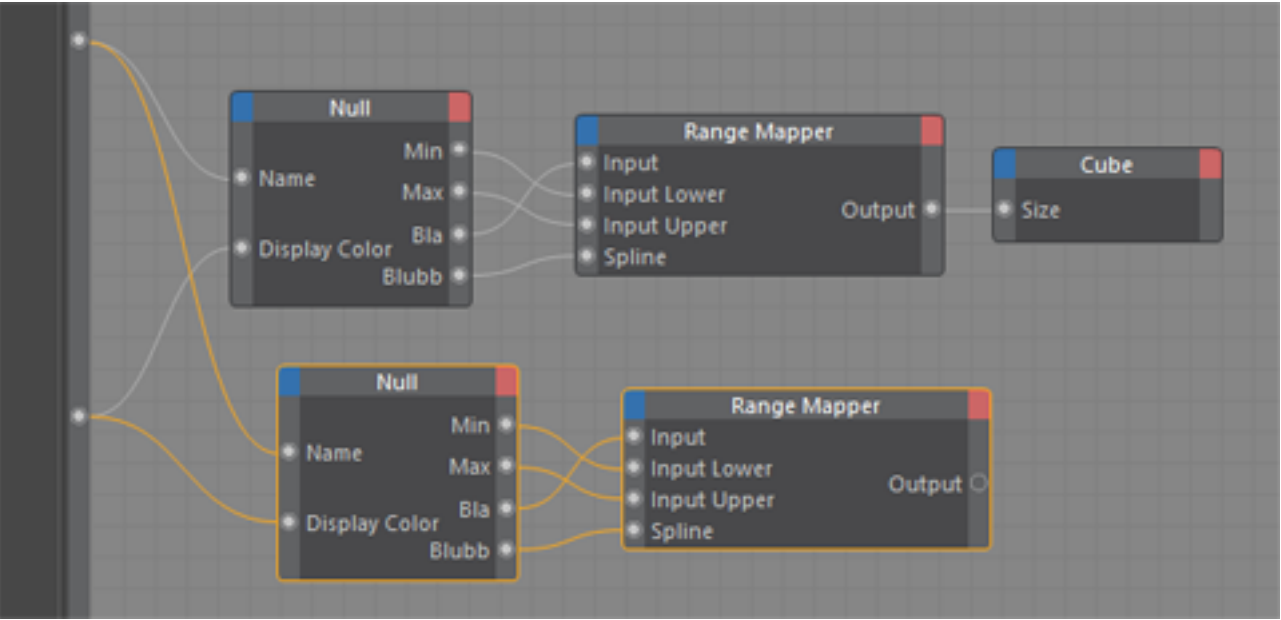 Null
Name
Display Color
Min
Max
Bla
Blubb
Range Mapper
Input
Input Lower
Input Upper
Spline
Output
Cube
Size
Null
Name
Display Color
Min
Max
Bla
Blubb
Range Mapper
Input
Input Lower
Input Upper
Spline
Output